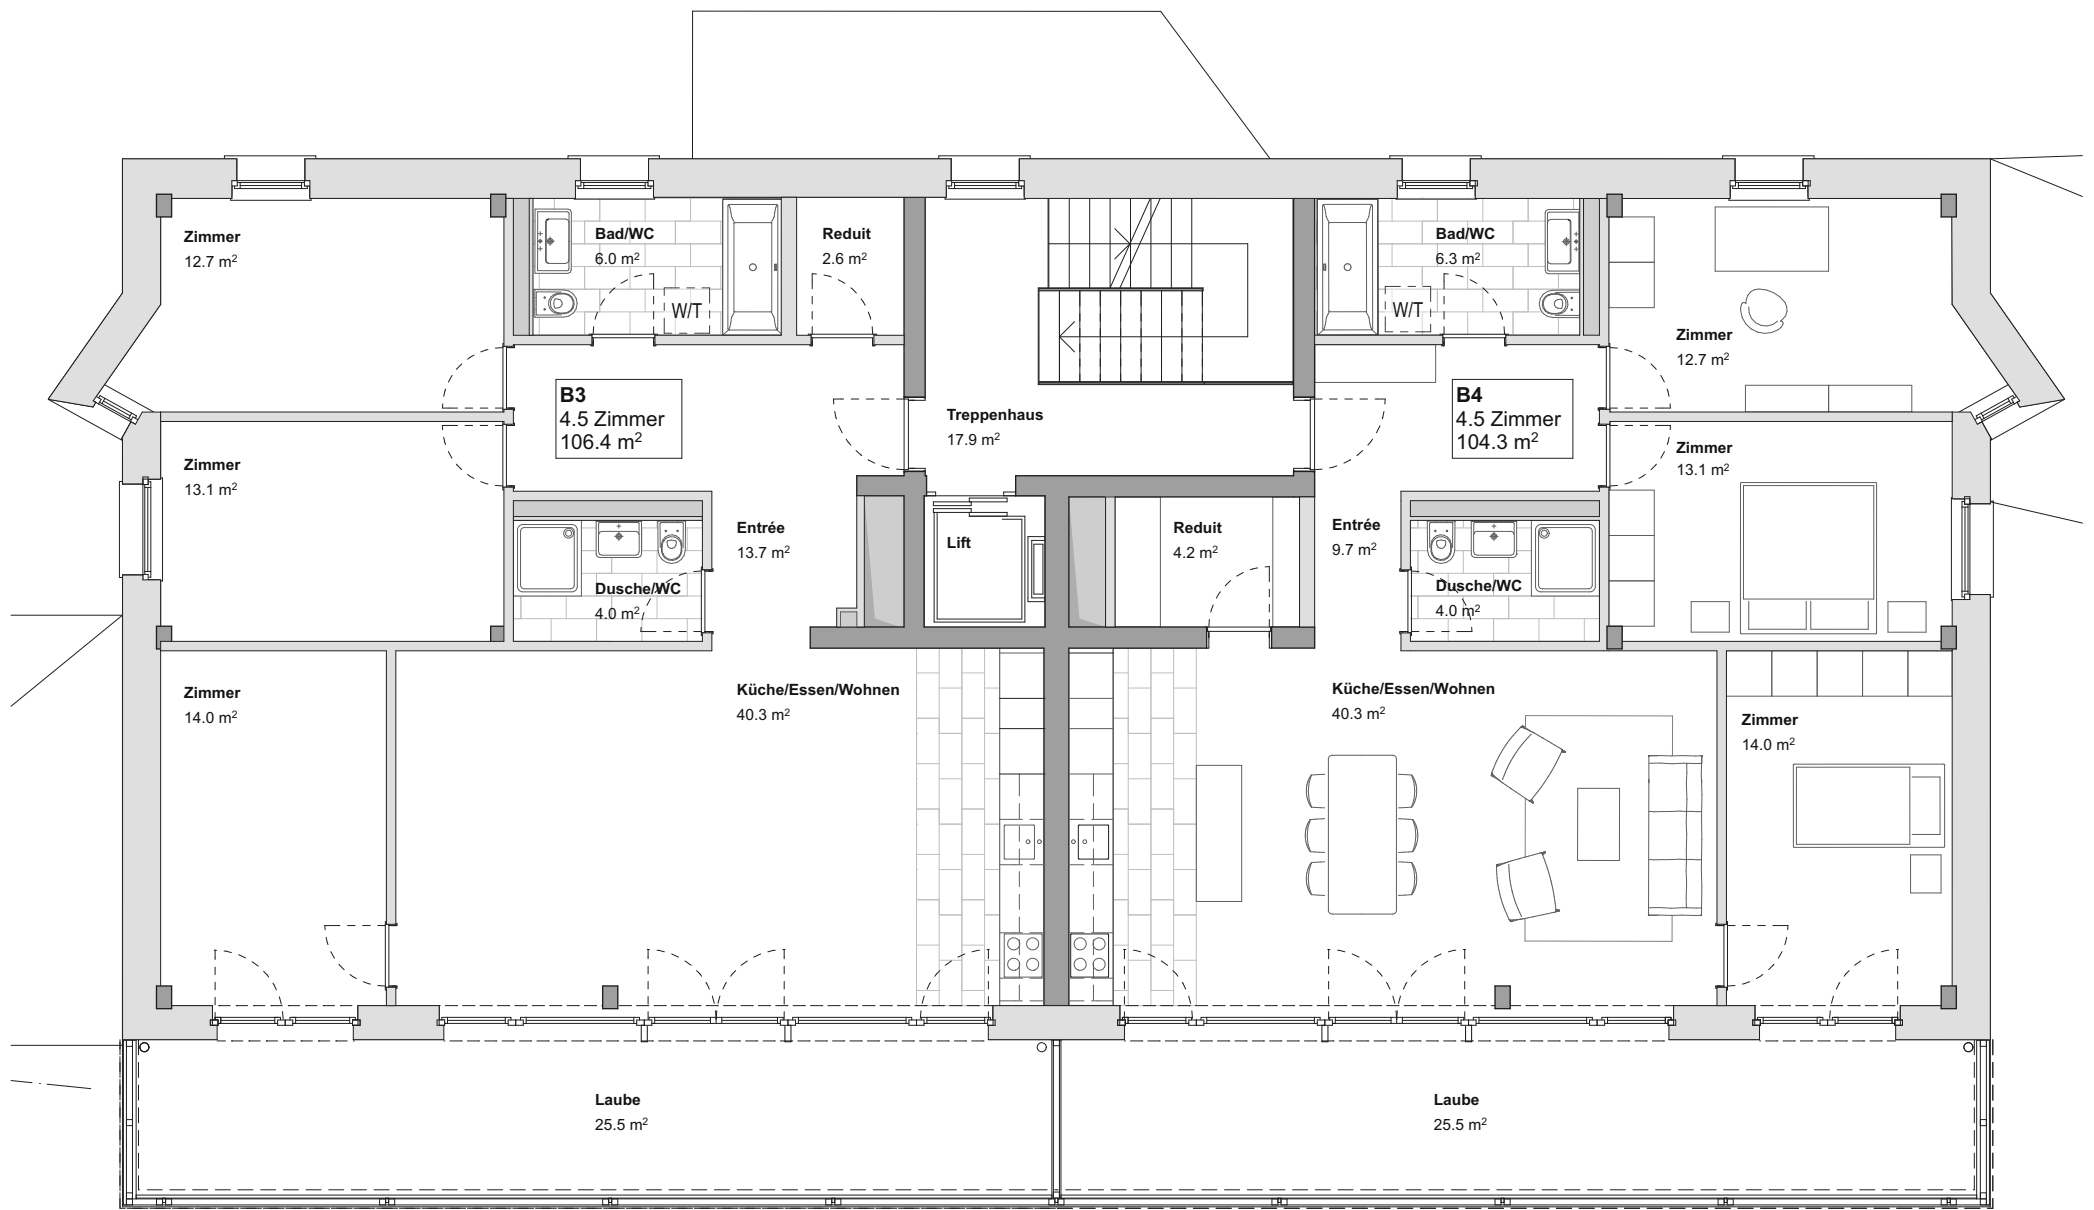 Zimmer
12.7 m²
Bad/WC
6.0 m²
W/T
Reduit
2.6 m²
Bad/WC
6.3 m²
W/T
Zimmer
12.7 m²
B3
4.5 Zimmer
106.4 m²
Treppenhaus
17.9 m²
B4
4.5 Zimmer
104.3 m²
Zimmer
13.1 m²
Zimmer
13.1 m²
Entrée
13.7 m²
Lift
Reduit
4.2 m²
Entrée
9.7 m²
Dusche/WC
4.0 m²
Dusche/WC
4.0 m²
Zimmer
14.0 m²
Küche/Essen/Wohnen
40.3 m²
Küche/Essen/Wohnen
40.3 m²
Zimmer
14.0 m²
Laube
25.5 m²
Laube
25.5 m²